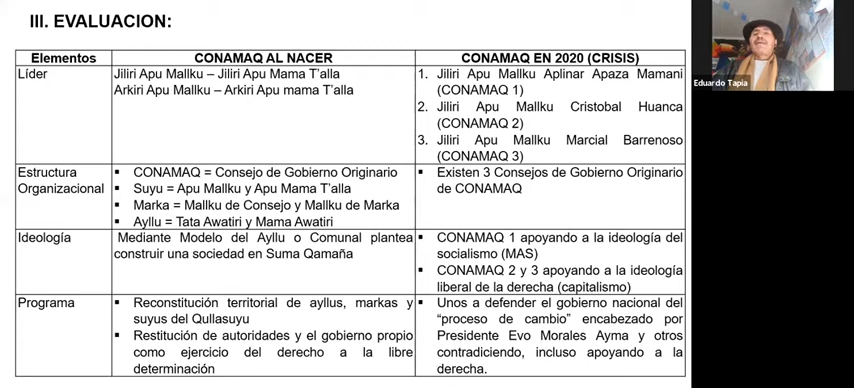 III. EVALUACION:
Elementos
CONAMAQ AL NACER
CONAMAQ EN 2020 (CRISIS)
Líder
Jiliri Apu Mallku – Jiliri Apu Mama T’alla
Arkiri Apu Mallku – Arkiri Apu mama T’alla
1. Jiliri Apu Mallku Aplinar Apaza Mamani
(CONAMAQ 1)
2. Jiliri Apu Mallku Cristobal Huanca
(CONAMAQ 2)
3. Jiliri Apu Mallku Marcial Barrenoso
(CONAMAQ 3)
Estructura
Organizacional
▪ CONAMAQ = Consejo de Gobierno Originario
▪ Suyu = Apu Mallku y Apu Mama T’alla
▪ Marka = Mallku de Consejo y Mallku de Marka
▪ Ayllu = Tata Awatiri y Mama Awatiri
▪ Existen 3 Consejos de Gobierno Originario
de CONAMAQ
Ideología
Mediante Modelo del Ayllu o Comunal plantea
construir una sociedad en Suma Qamaña
▪ CONAMAQ 1 apoyando a la ideología del
socialismo (MAS)
▪ CONAMAQ 2 y 3 apoyando a la ideología
liberal de la derecha (capitalismo)
Programa
▪ Reconstitución territorial de ayllus, markas y
suyus del Qullasuyu
▪ Restitución de autoridades y el gobierno propio
como ejercicio del derecho a la libre
determinación
▪ Unos a defender el gobierno nacional del
“proceso de cambio” encabezado por
Presidente Evo Morales Ayma y otros
contradiciendo, incluso apoyando a la
derecha.
Eduardo Tapia